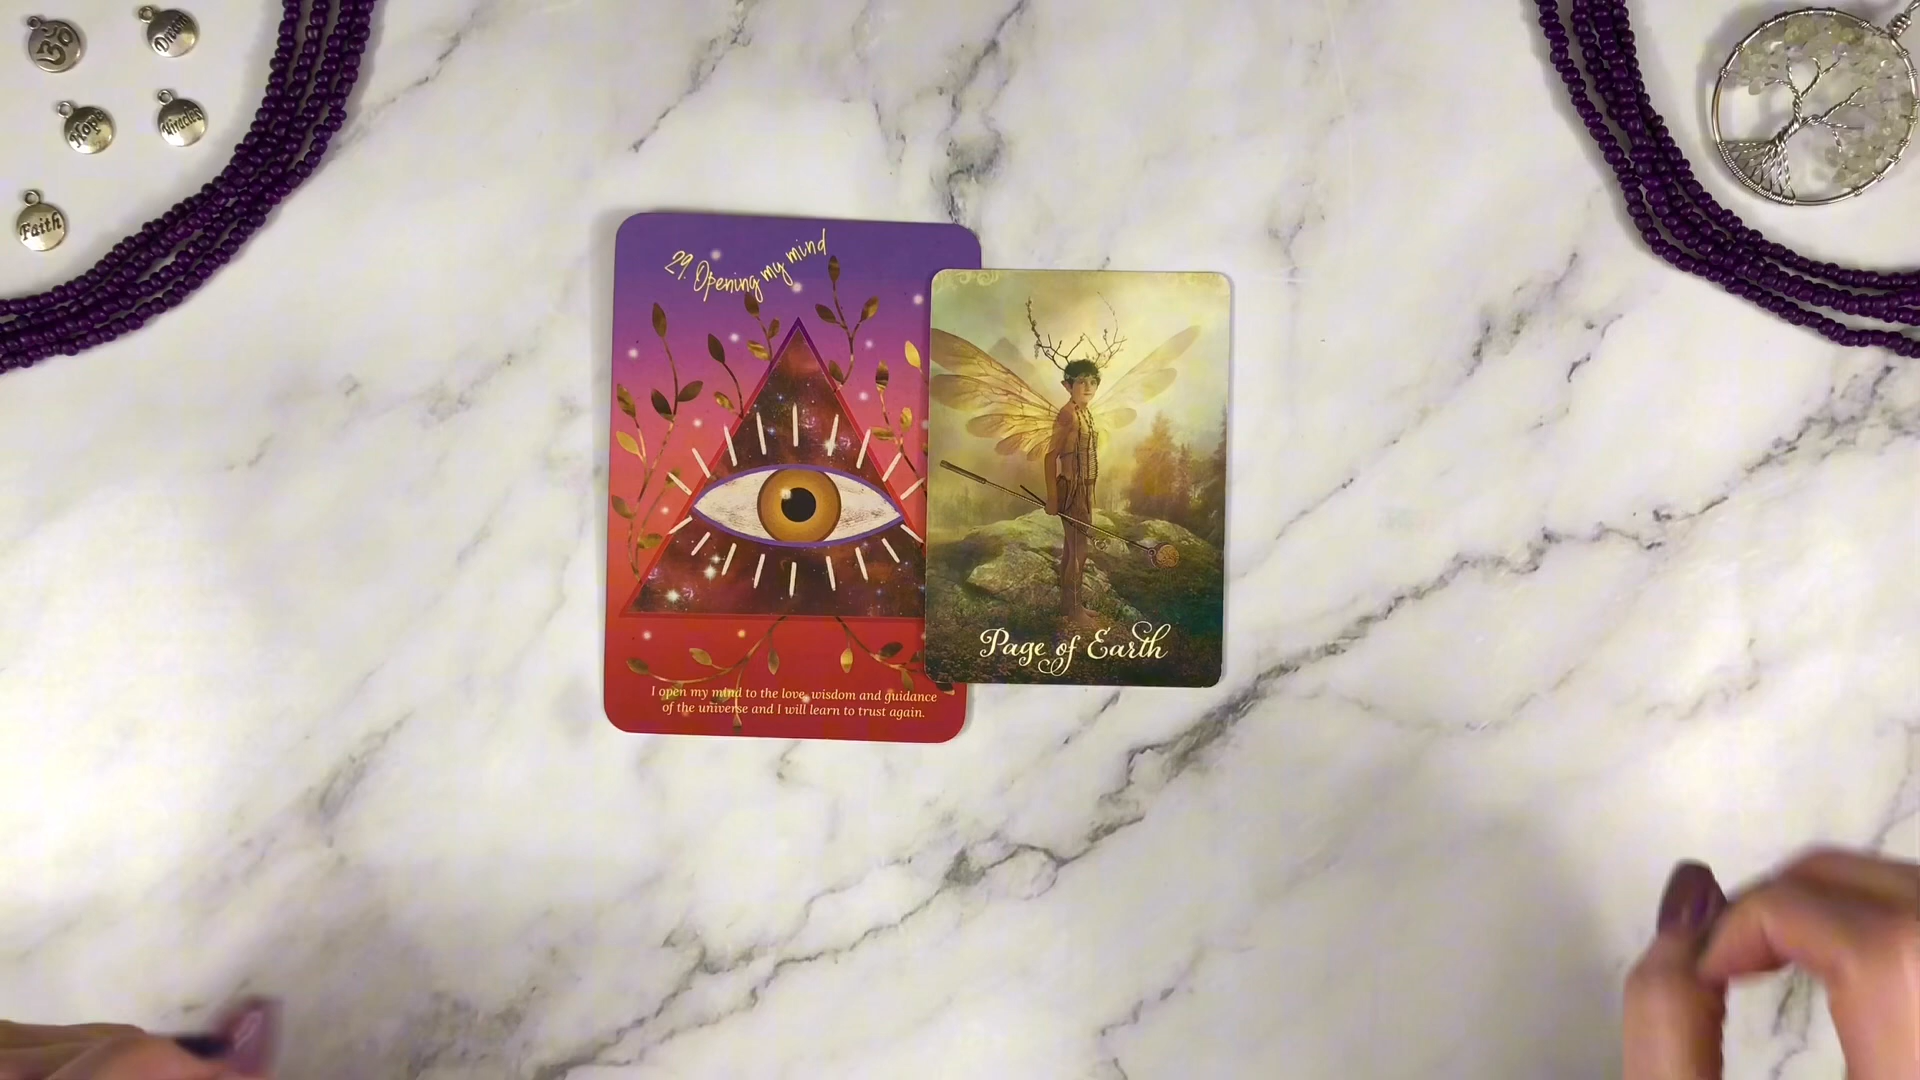 ॐ
Dream
Hope
Miracles
Faith
29. Opening my mind
I open my mind to the love, wisdom and guidance
of the universe and I will learn to trust again.
Page of Earth